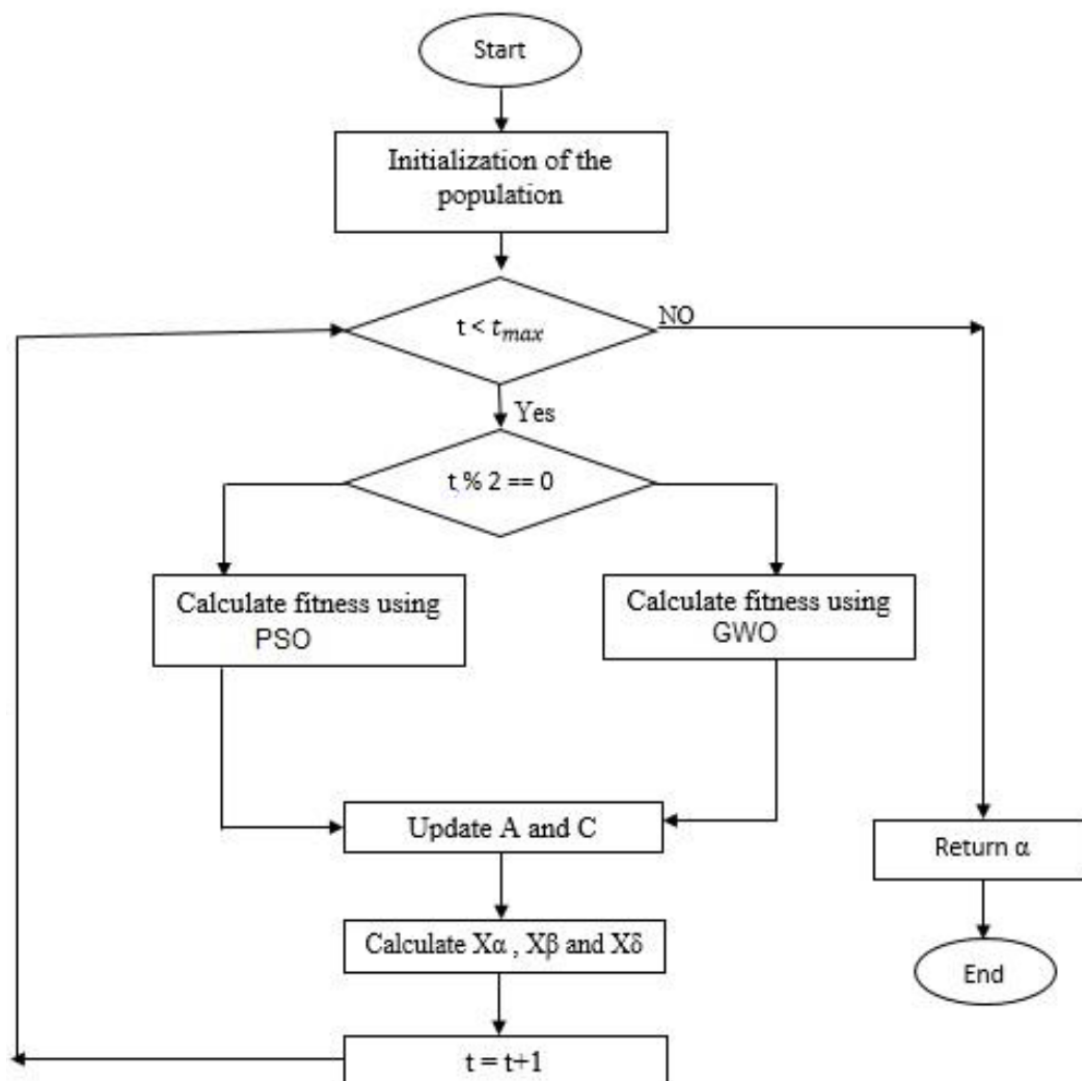 Start
Initialization of the
population
t < t_max
NO
Yes
t % 2 == 0
Calculate fitness using
PSO
Calculate fitness using
GWO
Update A and C
Return α
Calculate Xα , Xβ and Xδ
End
t = t+1